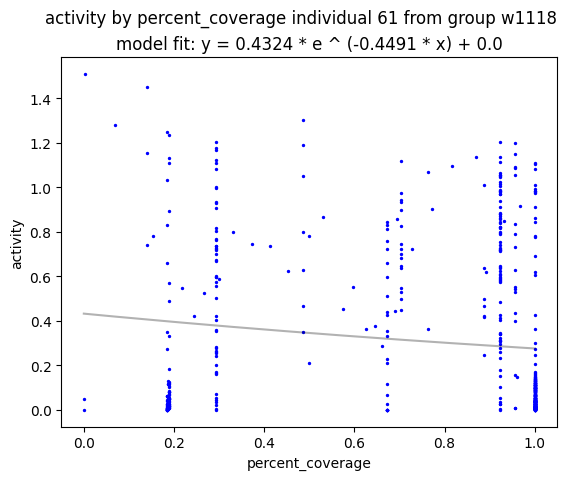 activity by percent_coverage individual 61 from group w1118
model fit: y = 0.4324 * e ^ (-0.4491 * x) + 0.0
activity
1.4
1.2
1.0
0.8
0.6
0.4
0.2
0.0
0.0 0.2 0.4 0.6 0.8 1.0
percent_coverage